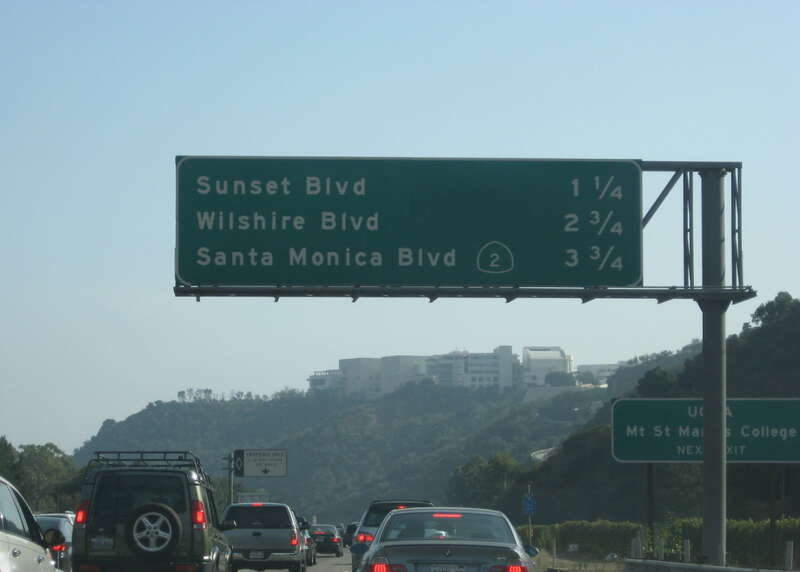 Sunset Blvd 1 1/4
Wilshire Blvd 2 3/4
Santa Monica Blvd 2 3 3/4
Mt St College
NEXT EXIT